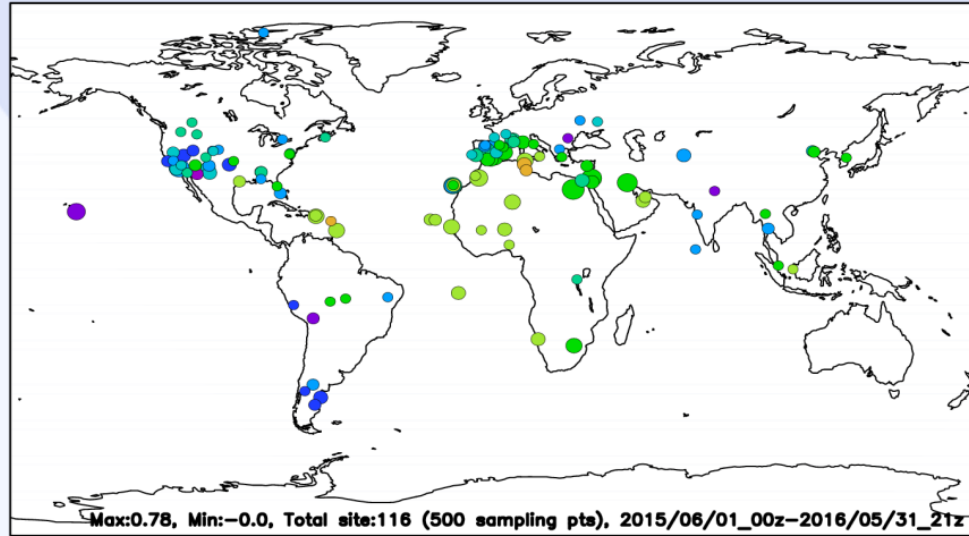 Max:0.78, Min:−0.0, Total site:116 (500 sampling pts), 2015/06/01_00z−2016/05/31_21z